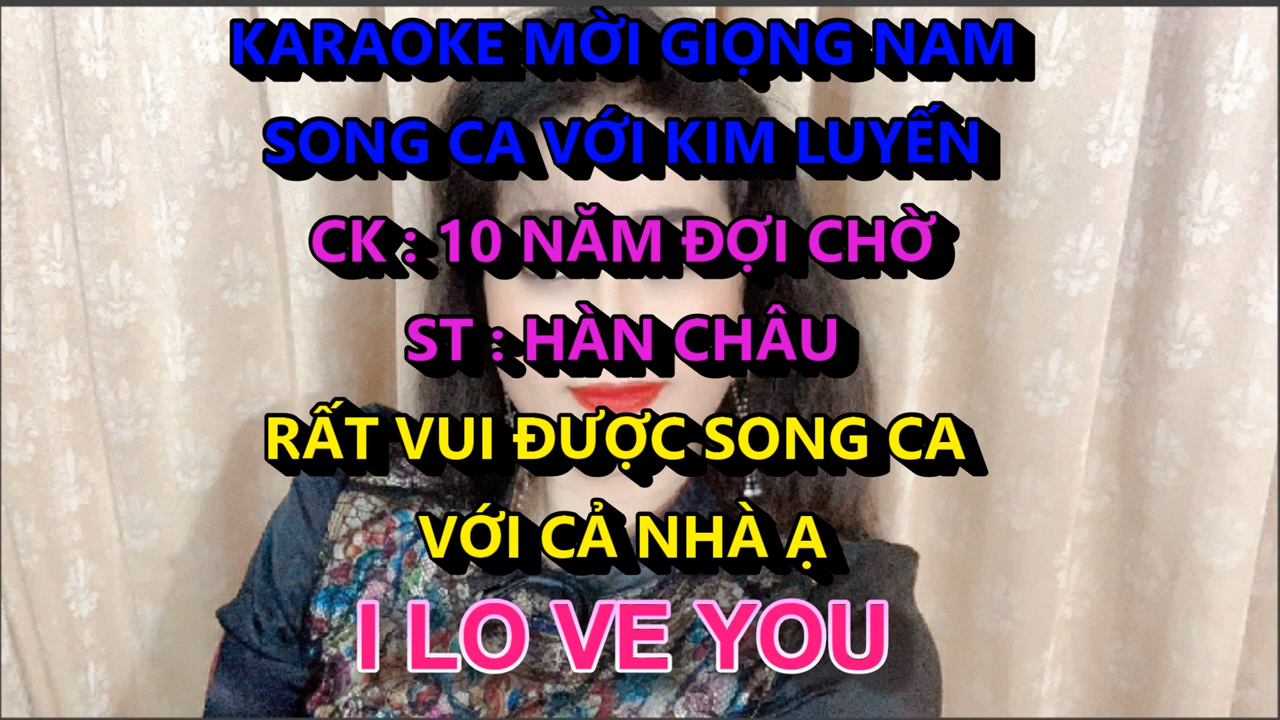 KARAOKE MỜI GIỌNG NAM
SONG CA VỚI KIM LUYẾN
CK : 10 NĂM ĐỢI CHỜ
ST : HÀN CHÂU
RẤT VUI ĐƯỢC SONG CA
VỚI CẢ NHÀ Ạ
I LO VE YOU